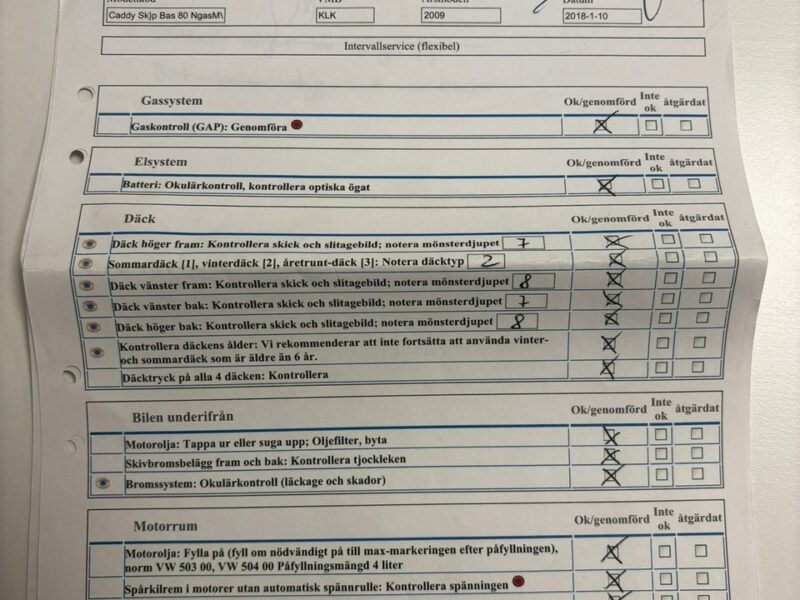 Modellkod VMB Årsmodell Datum
Caddy Sk}p Bas 80 NgasM\ KLK 2009 2018-1-10
Intervallservice (flexibel)
Gassystem Ok/genomförd Inte ok åtgärdat
Gaskontroll (GAP): Genomföra
Elsystem Ok/genomförd Inte ok åtgärdat
Batteri: Okulärkontroll, kontrollera optiska ögat
Däck Ok/genomförd Inte ok åtgärdat
Däck höger fram: Kontrollera skick och slitagebild; notera mönsterdjupet 7
Sommardäck [1], vinterdäck [2], åretrunt-däck [3]: Notera däcktyp 2
Däck vänster fram: Kontrollera skick och slitagebild; notera mönsterdjupet 8
Däck vänster bak: Kontrollera skick och slitagebild; notera mönsterdjupet 7
Däck höger bak: Kontrollera skick och slitagebild; notera mönsterdjupet 8
Kontrollera däckens ålder: Vi rekommenderar att inte fortsätta att använda vinter-
och sommardäck som är äldre än 6 år.
Däcktryck på alla 4 däcken: Kontrollera
Bilen underifrån Ok/genomförd Inte ok åtgärdat
Motorolja: Tappa ur eller suga upp; Oljefilter, byta
Skivbromsbelägg fram och bak: Kontrollera tjockleken
Bromssystem: Okulärkontroll (läckage och skador)
Motorrum Ok/genomförd Inte ok åtgärdat
Motorolja: Fylla på (fyll om nödvändigt på till max-markeringen efter påfyllningen),
norm VW 503 00, VW 504 00 Påfyllningsmängd 4 liter
Spårkilrem i motorer utan automatisk spännrulle: Kontrollera spänningen